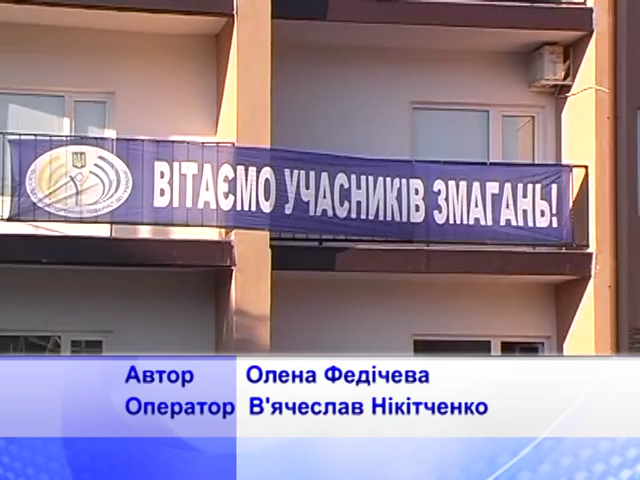 ВІТАЄМО УЧАСНИКІВ ЗМАГАНЬ!
Автор Олена Федічева
Оператор В'ячеслав Нікітченко